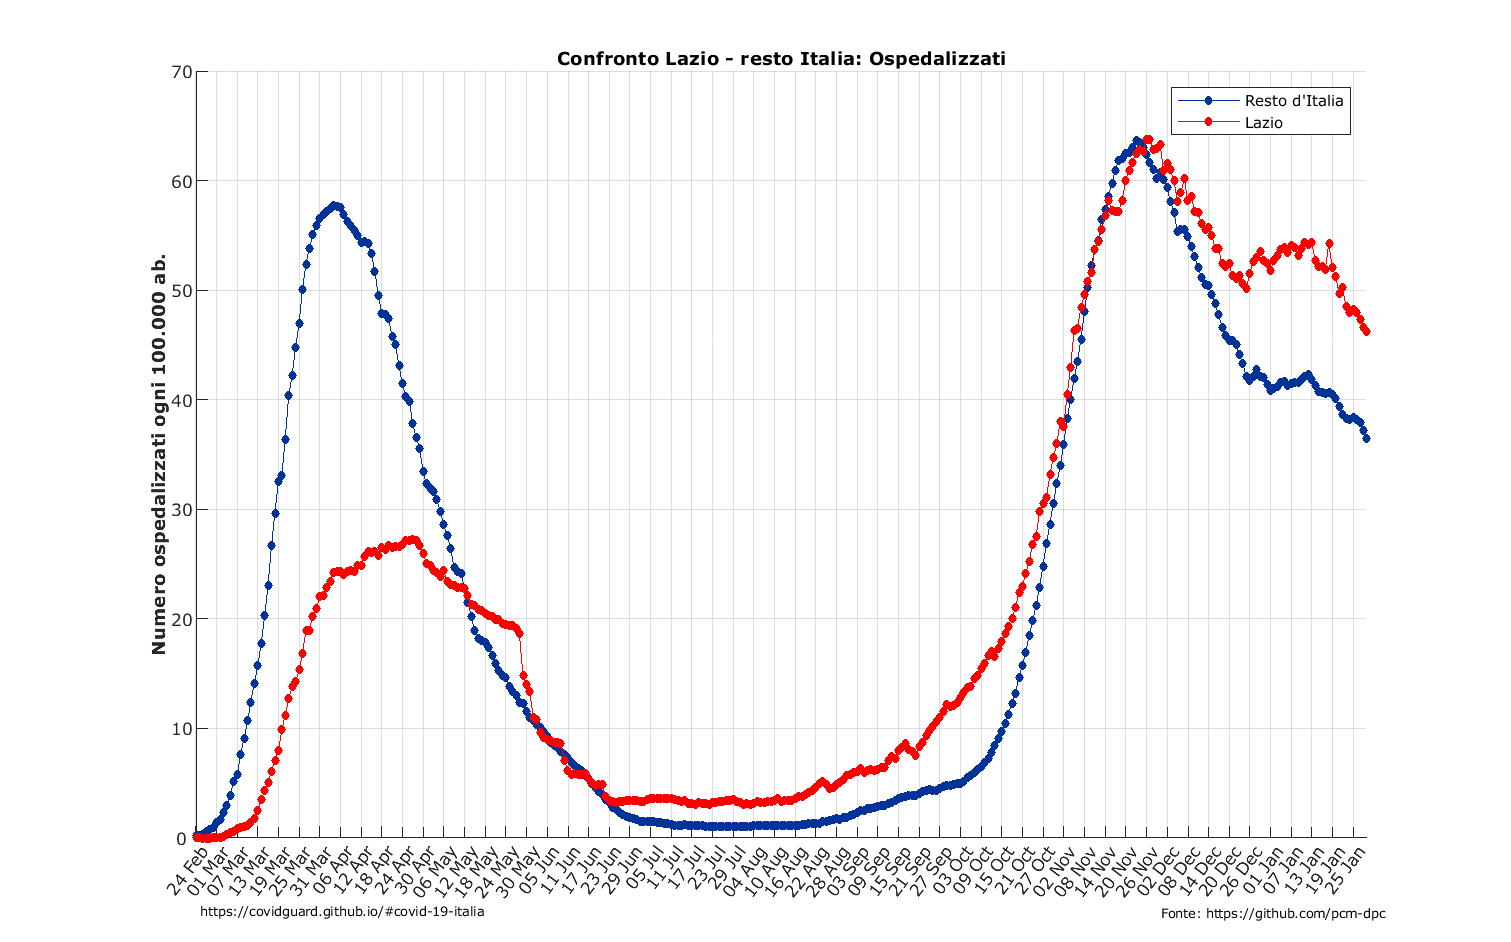 Confronto Lazio - resto Italia: Ospedalizzati
Numero ospedalizzati ogni 100.000 ab.
70
60
50
40
30
20
10
0
Resto d'Italia
Lazio
24 Feb
01 Mar
07 Mar
13 Mar
19 Mar
25 Mar
31 Mar
06 Apr
12 Apr
18 Apr
24 Apr
30 Apr
06 May
12 May
18 May
24 May
30 May
05 Jun
11 Jun
17 Jun
23 Jun
29 Jun
05 Jul
11 Jul
17 Jul
23 Jul
29 Jul
04 Aug
10 Aug
16 Aug
22 Aug
28 Aug
03 Sep
09 Sep
15 Sep
21 Sep
27 Sep
03 Oct
09 Oct
15 Oct
21 Oct
27 Oct
02 Nov
08 Nov
14 Nov
20 Nov
26 Nov
02 Dec
08 Dec
14 Dec
20 Dec
26 Dec
01 Jan
07 Jan
13 Jan
19 Jan
25 Jan
https://covidguard.github.io/#covid-19-italia
Fonte: https://github.com/pcm-dpc